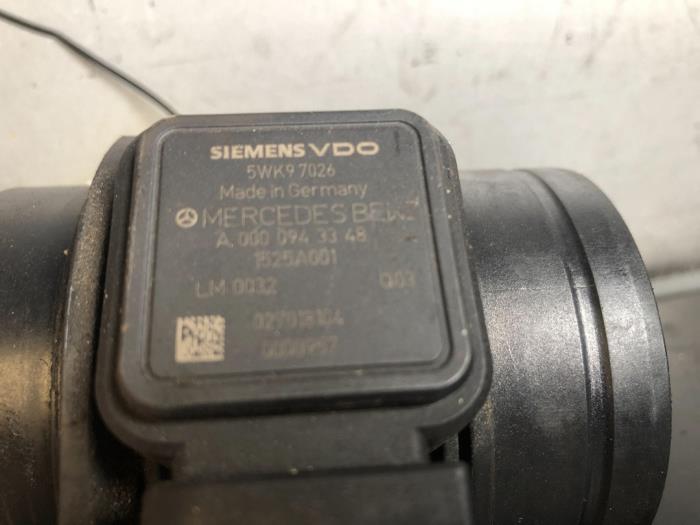 SIEMENS VDO
5WK9 7026
Made in Germany
MERCEDES BENZ
A 000 094 33 48
1525A001
LM 0032 Q03